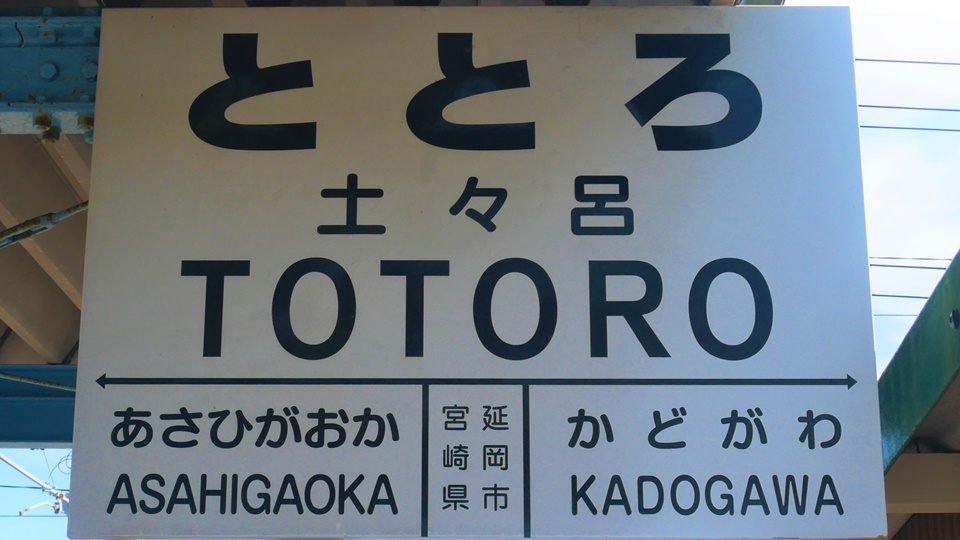 ととろ
土々呂
TOTORO
あさひがおか
ASAHIGAOKA
宮崎県
延岡市
かどがわ
KADOGAWA